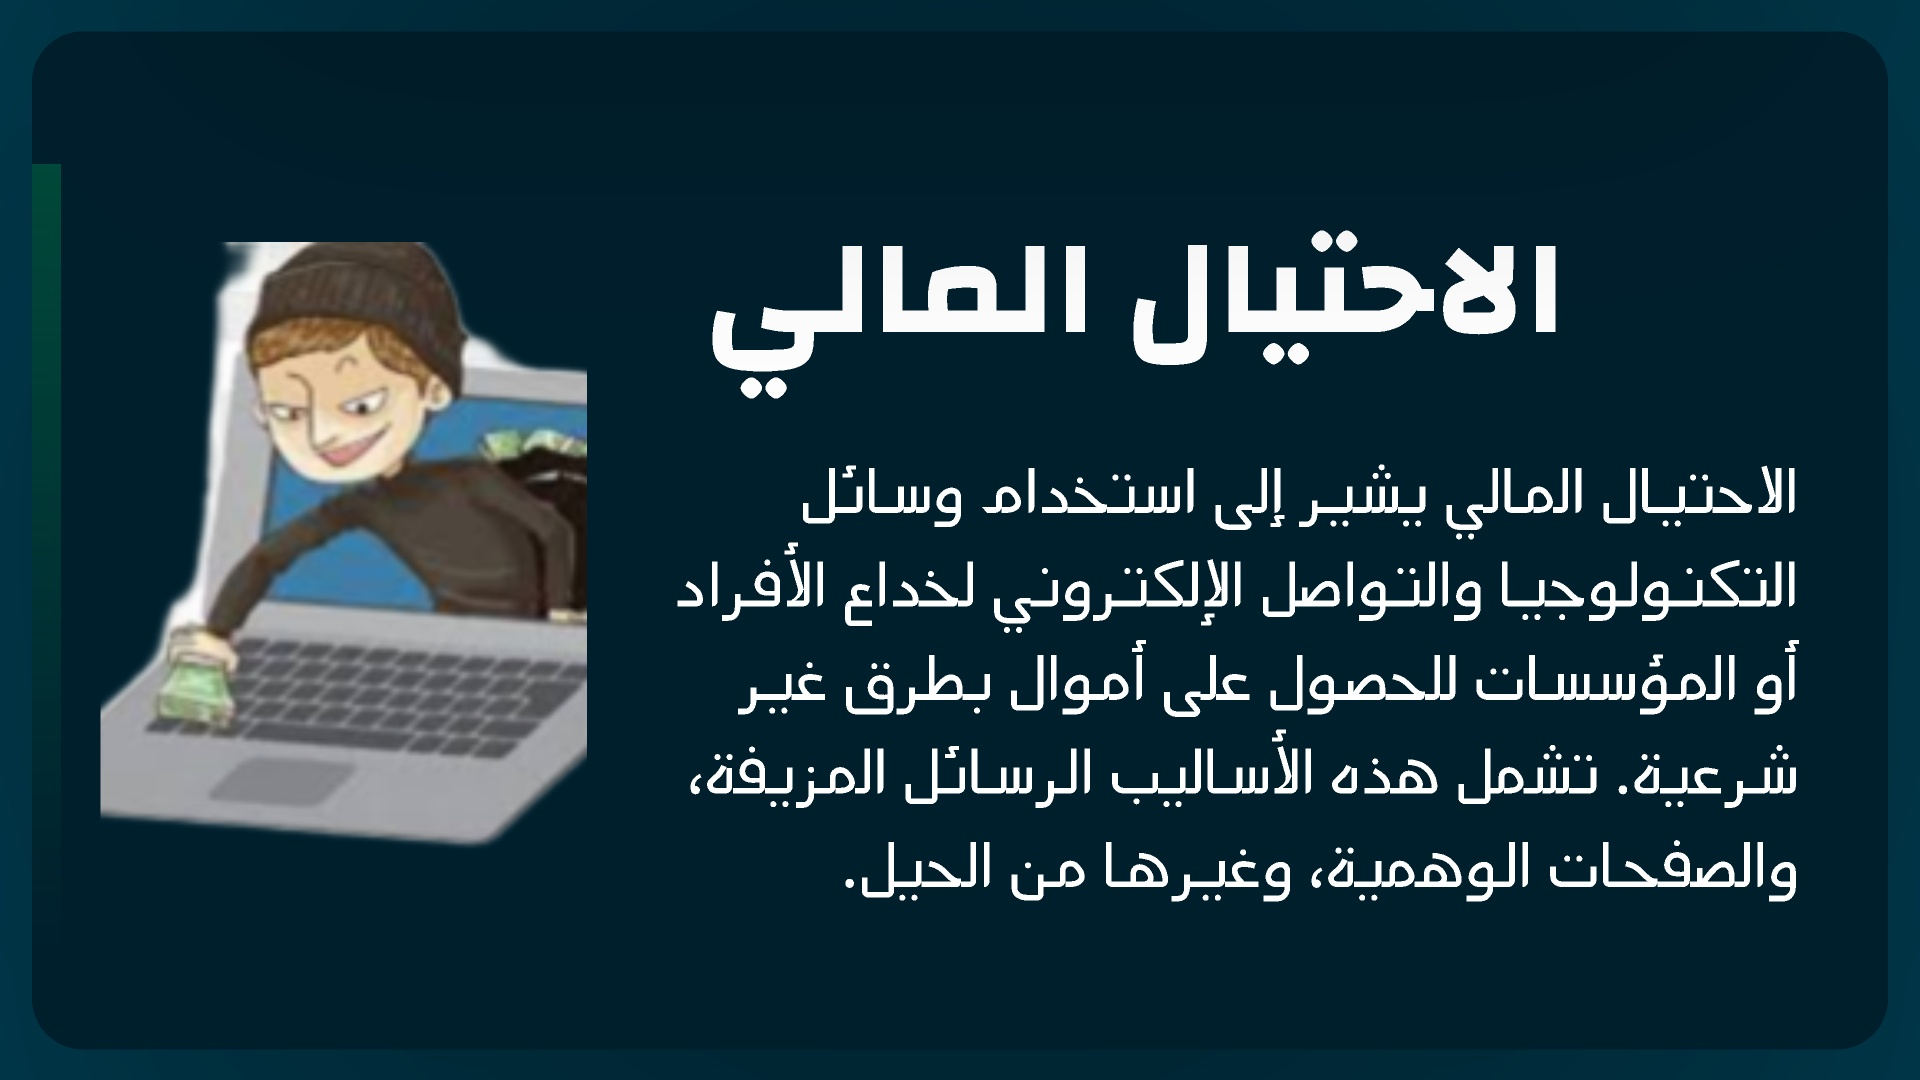 الاحتيال المالي
الاحتيال المالي يشير إلى استخدام وسائل
التكنولوجيا والتواصل الإلكتروني لخداع الأفراد
أو المؤسسات للحصول على أموال بطرق غير
شرعية. تشمل هذه الأساليب الرسائل المزيفة،
والصفحات الوهمية، وغيرها من الحيل.